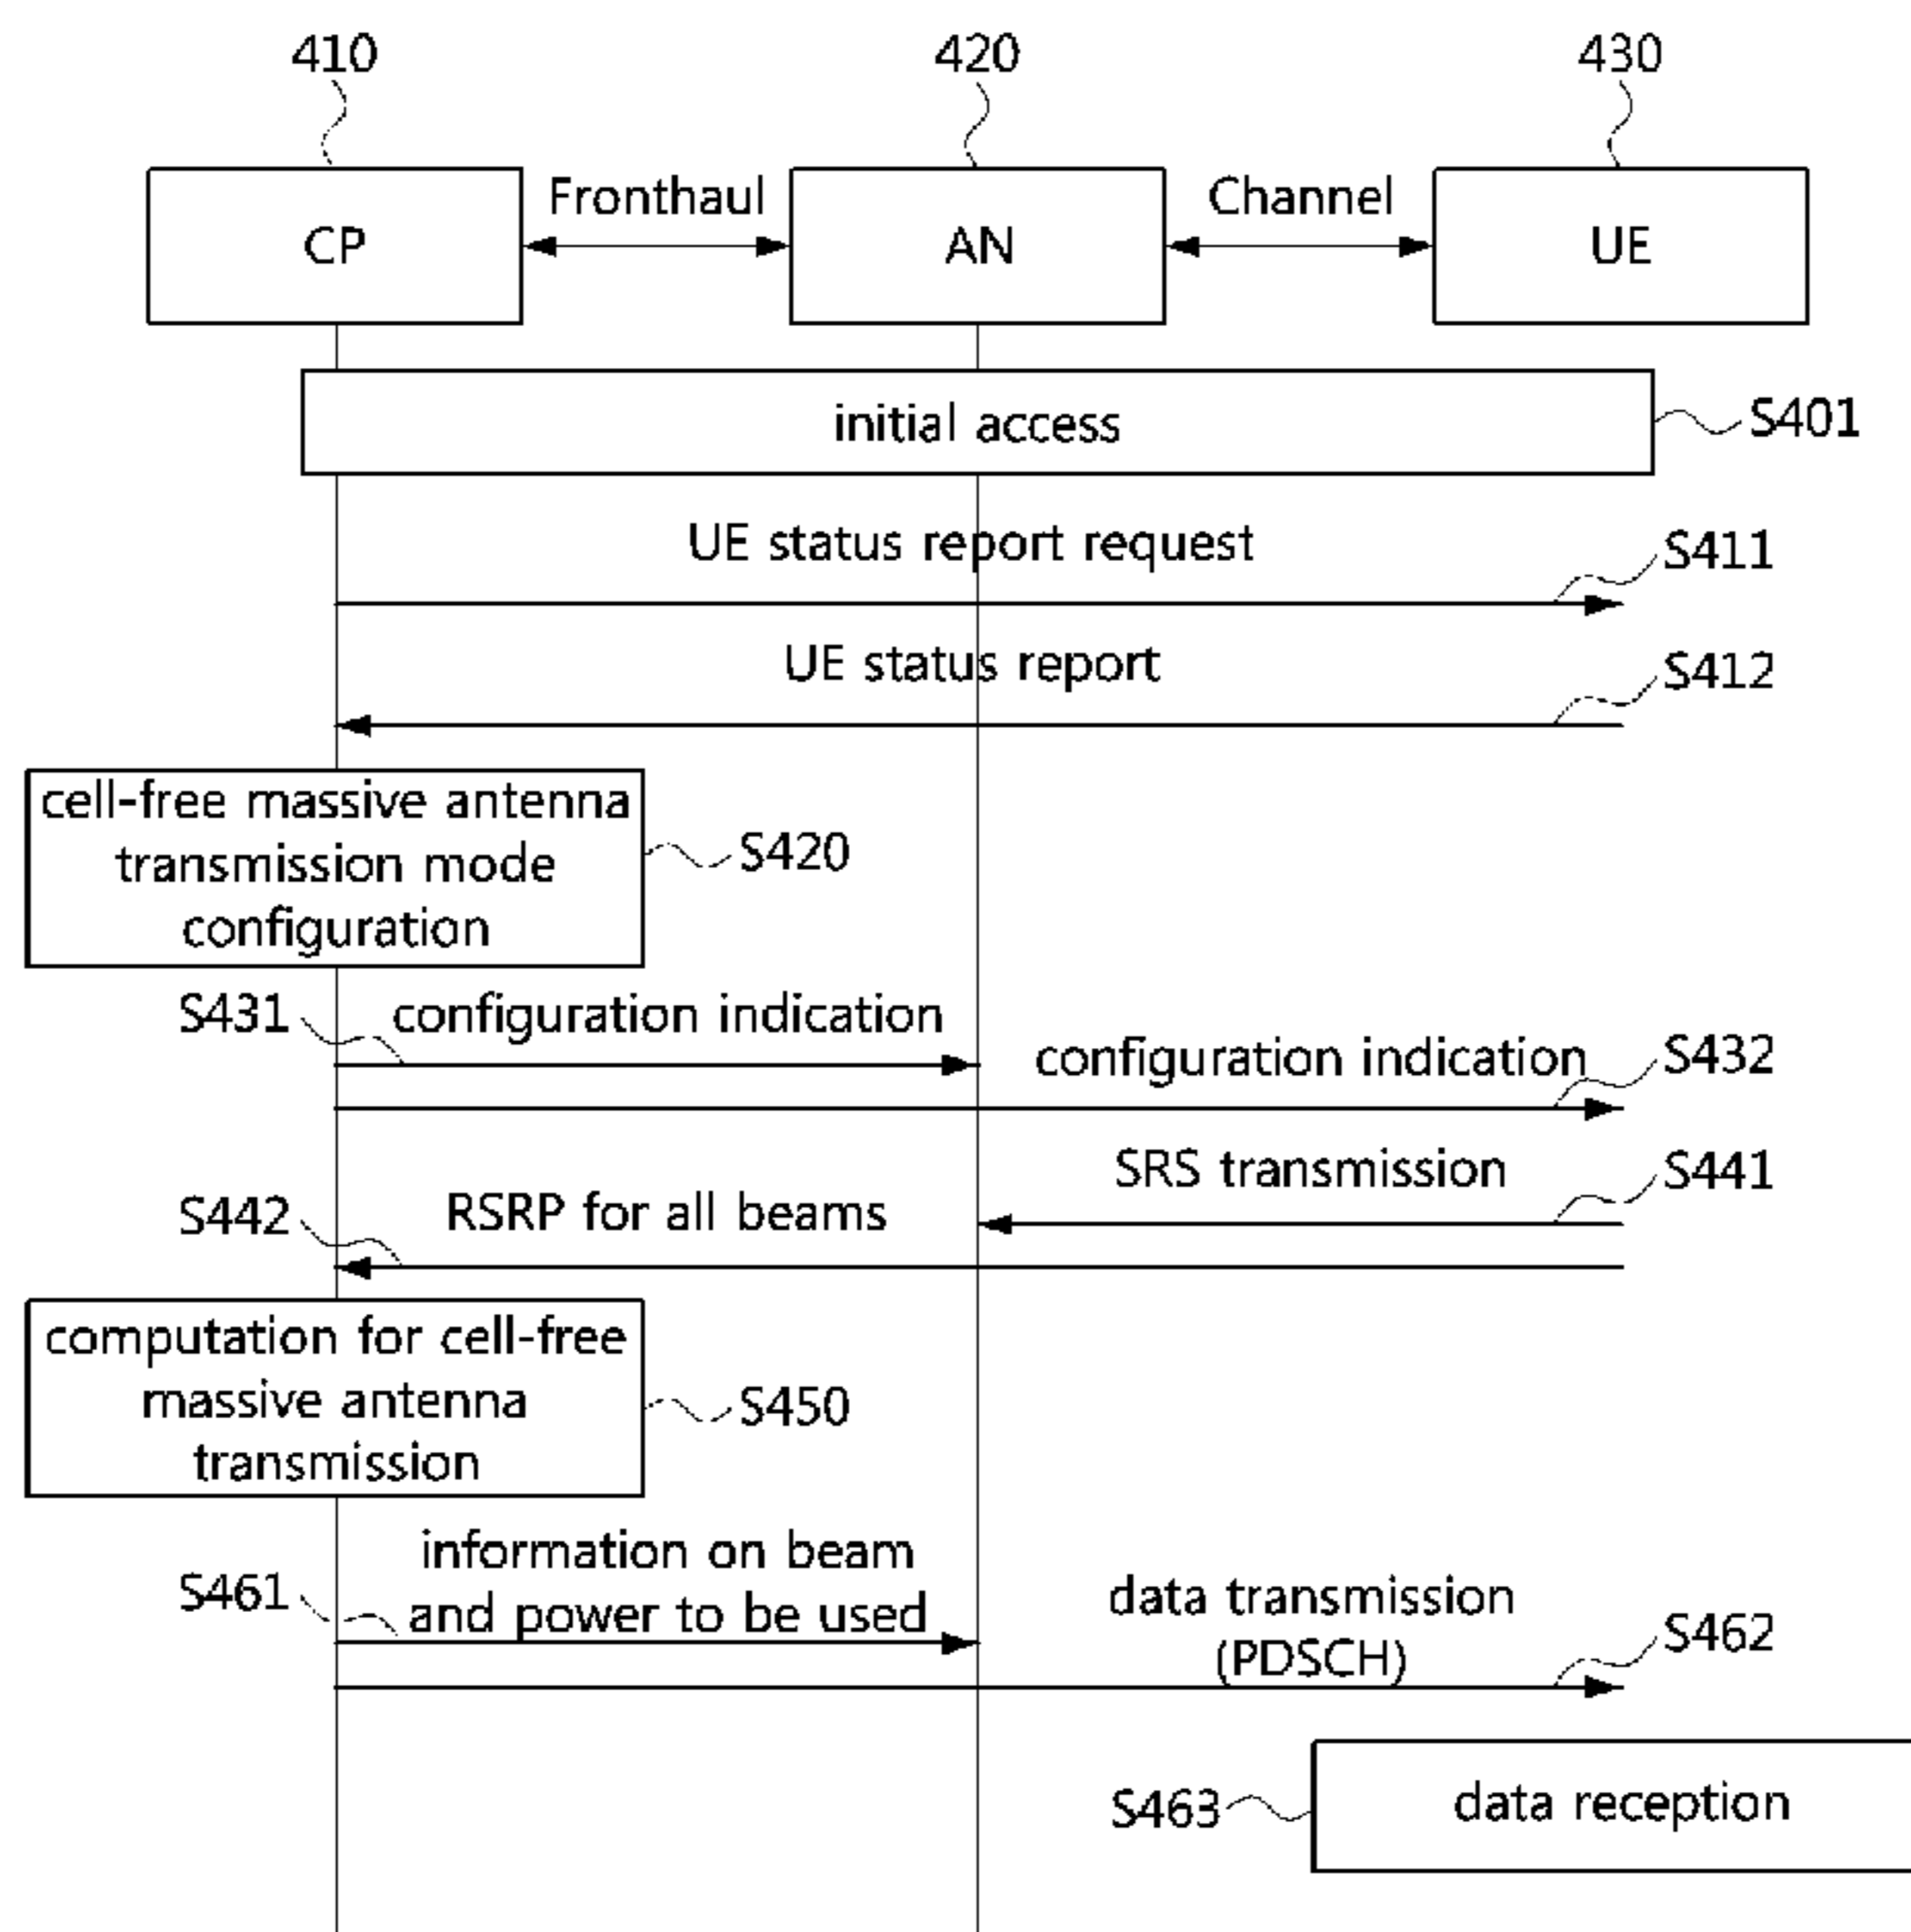 410
420
430
CP
Fronthaul
AN
Channel
UE
initial access
S401
UE status report request
S411
UE status report
S412
cell-free massive antenna
transmission mode
configuration
S420
S431
configuration indication
configuration indication
S432
SRS transmission
S441
S442
RSRP for all beams
computation for cell-free
massive antenna
transmission
S450
S461
information on beam
and power to be used
data transmission
(PDSCH)
S462
S463
data reception